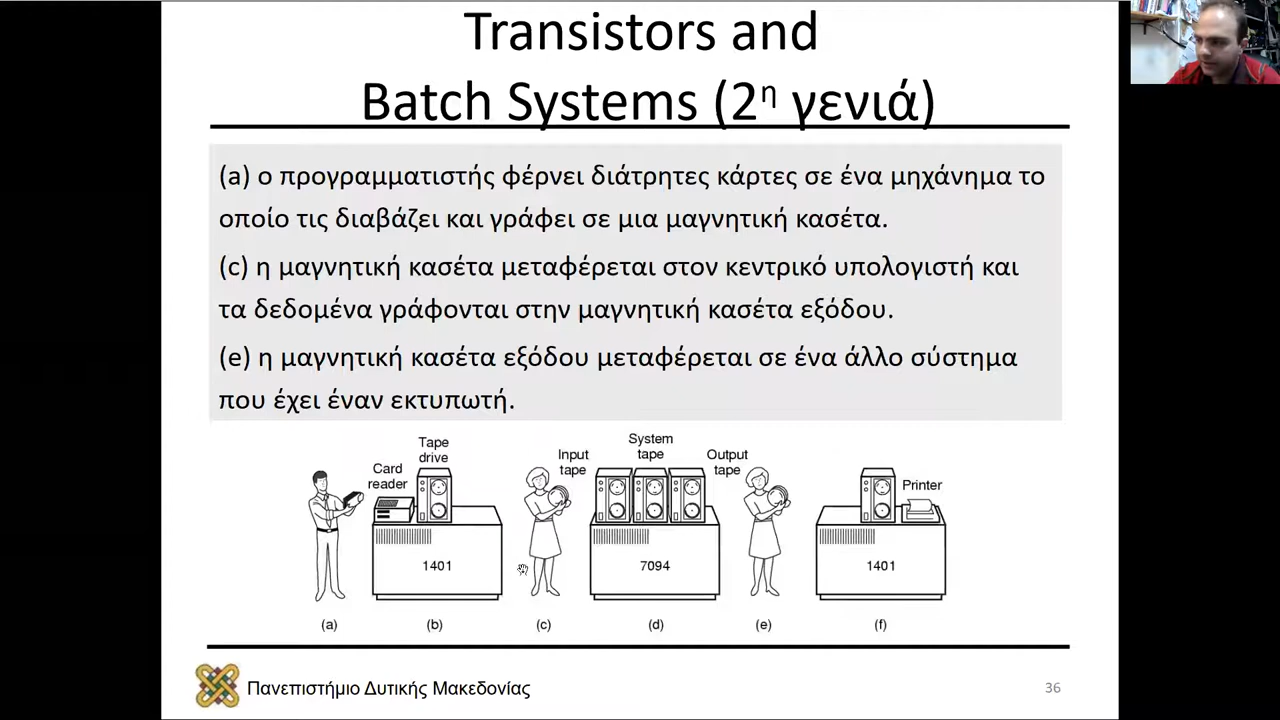 Transistors and
Batch Systems (2η γενιά)
(a) ο προγραμματιστής φέρνει διάτρητες κάρτες σε ένα μηχάνημα το
οποίο τις διαβάζει και γράφει σε μια μαγνητική κασέτα.
(c) η μαγνητική κασέτα μεταφέρεται στον κεντρικό υπολογιστή και
τα δεδομένα γράφονται στην μαγνητική κασέτα εξόδου.
(e) η μαγνητική κασέτα εξόδου μεταφέρεται σε ένα άλλο σύστημα
που έχει έναν εκτυπωτή.
Card
reader
Tape
drive
Input
tape
System
tape
Output
tape
Printer
1401
7094
1401
(a)
(b)
(c)
(d)
(e)
(f)
Πανεπιστήμιο Δυτικής Μακεδονίας
36